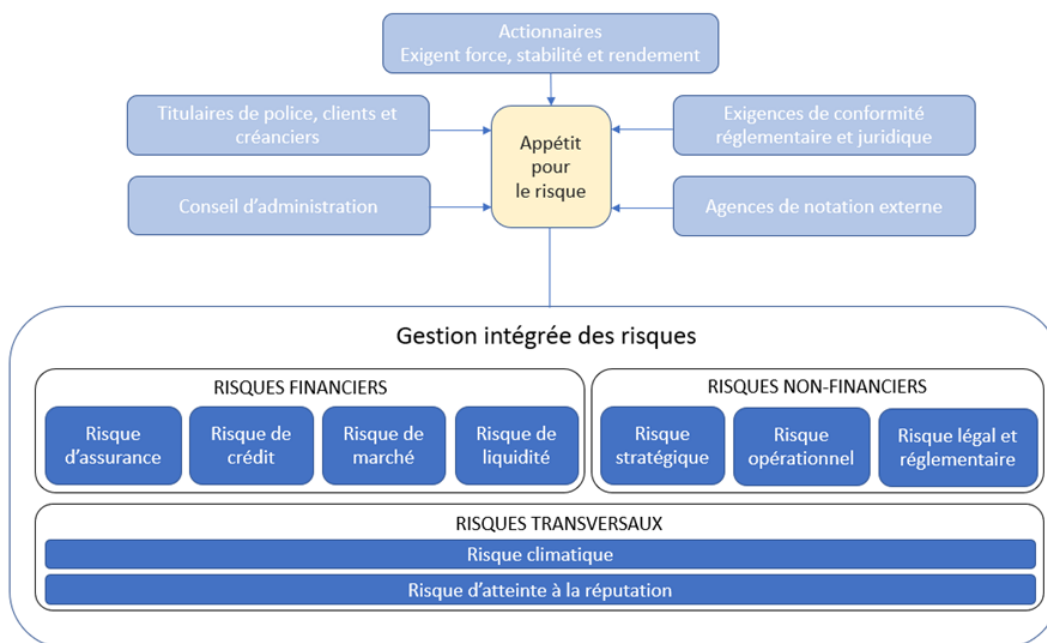 Actionnaires
Exigent force, stabilité et rendement
Titulaires de police, clients et
créanciers
Exigences de conformité
réglementaire et juridique
Appétit
pour
le risque
Conseil d'administration
Agences de notation externe
Gestion intégrée des risques
RISQUES FINANCIERS
Risque
d'assurance
Risque de
crédit
Risque de
marché
Risque de
liquidité
RISQUES NON-FINANCIERS
Risque
stratégique
Risque
opérationnel
Risque légal et
réglementaire
RISQUES TRANSVERSAUX
Risque climatique
Risque d'atteinte à la réputation